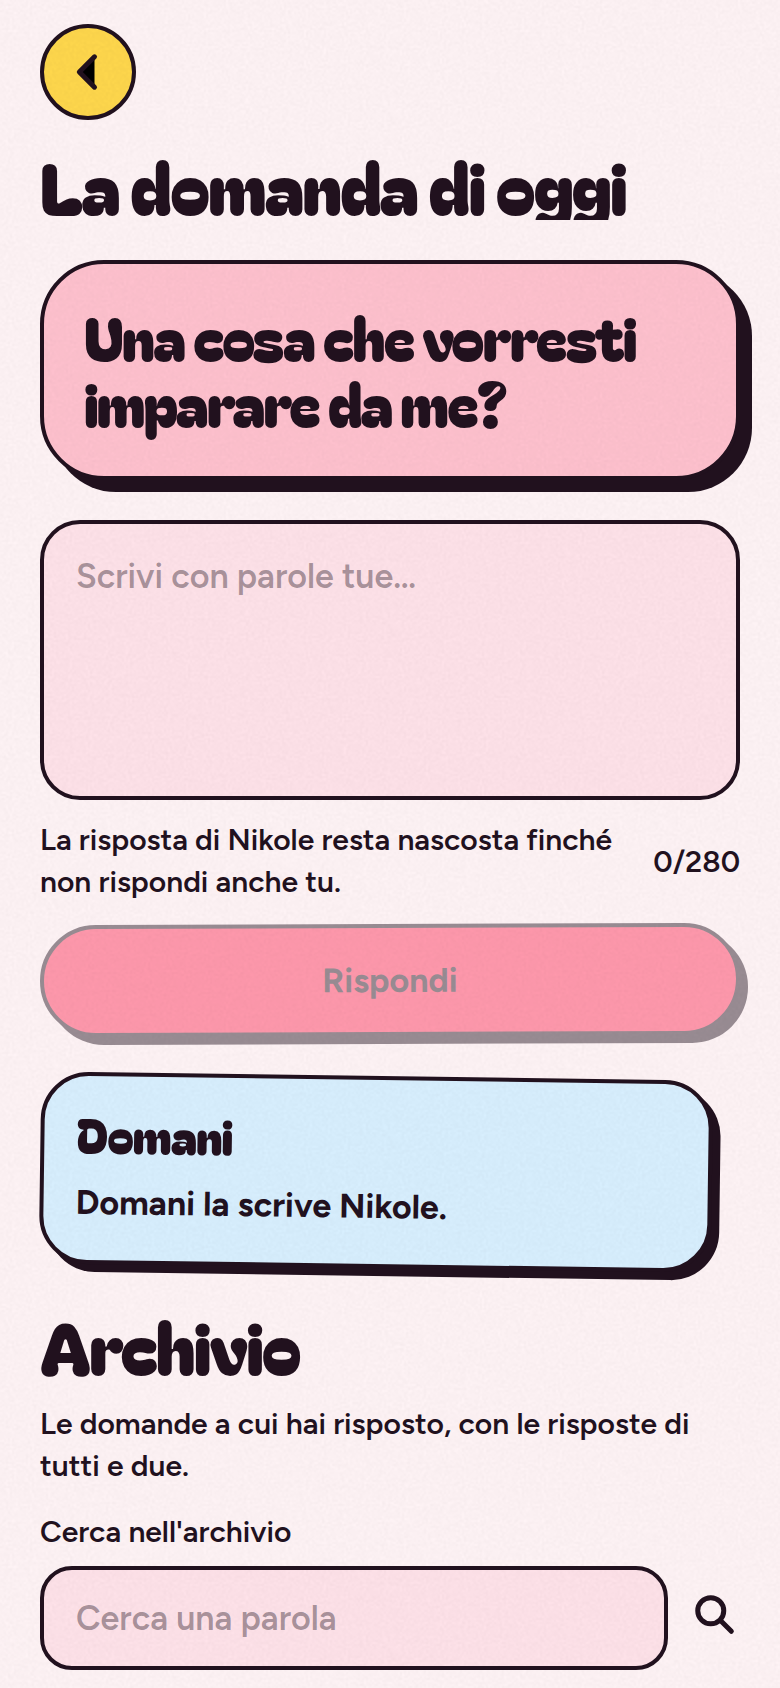 La domanda di oggi
Una cosa che vorresti
imparare da me?
Scrivi con parole tue...
La risposta di Nikole resta nascosta finché
non rispondi anche tu.
0/280
Rispondi
Domani
Domani la scrive Nikole.
Archivio
Le domande a cui hai risposto, con le risposte di
tutti e due.
Cerca nell'archivio
Cerca una parola